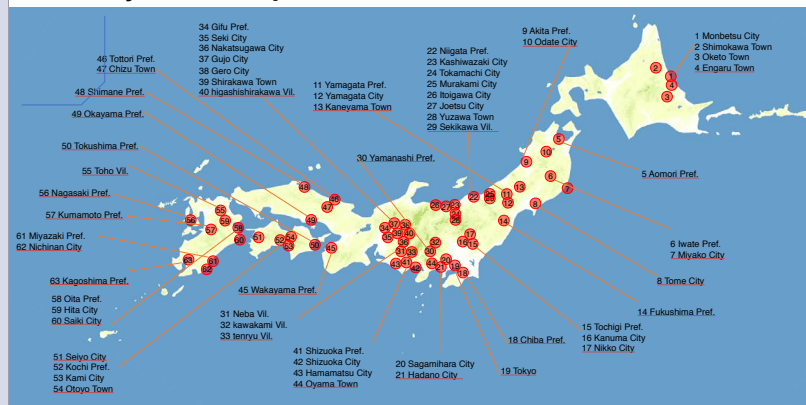 34 Gifu Pref.
35 Seki City
36 Nakatsugawa City
37 Gujo City
38 Gero City
39 Shirakawa Town
40 higashishirakawa Vil.
9 Akita Pref.
10 Odate City
1 Monbetsu City
2 Shimokawa Town
3 Oketo Town
4 Engaru Town
46 Tottori Pref.
47 Chizu Town
48 Shimane Pref.
49 Okayama Pref.
50 Tokushima Pref.
55 Toho Vil.
56 Nagasaki Pref.
57 Kumamoto Pref.
61 Miyazaki Pref.
62 Nichinan City
63 Kagoshima Pref.
58 Oita Pref.
59 Hita City
60 Saiki City
51 Seiyo City
52 Kochi Pref.
53 Kami City
54 Otoyo Town
11 Yamagata Pref.
12 Yamagata City
13 Kaneyama Town
22 Niigata Pref.
23 Kashiwazaki City
24 Tokamachi City
25 Murakami City
26 Itoigawa City
27 Joetsu City
28 Yuzawa Town
29 Sekikawa Vil.
30 Yamanashi Pref.
5 Aomori Pref.
6 Iwate Pref.
7 Miyako City
8 Tome City
14 Fukushima Pref.
15 Tochigi Pref.
16 Kanuma City
17 Nikko City
18 Chiba Pref.
19 Tokyo
20 Sagamihara City
21 Hadano City
45 Wakayama Pref.
31 Neba Vil.
32 kawakami Vil.
33 tenryu Vil.
41 Shizuoka Pref.
42 Shizuoka City
43 Hamamatsu City
44 Oyama Town